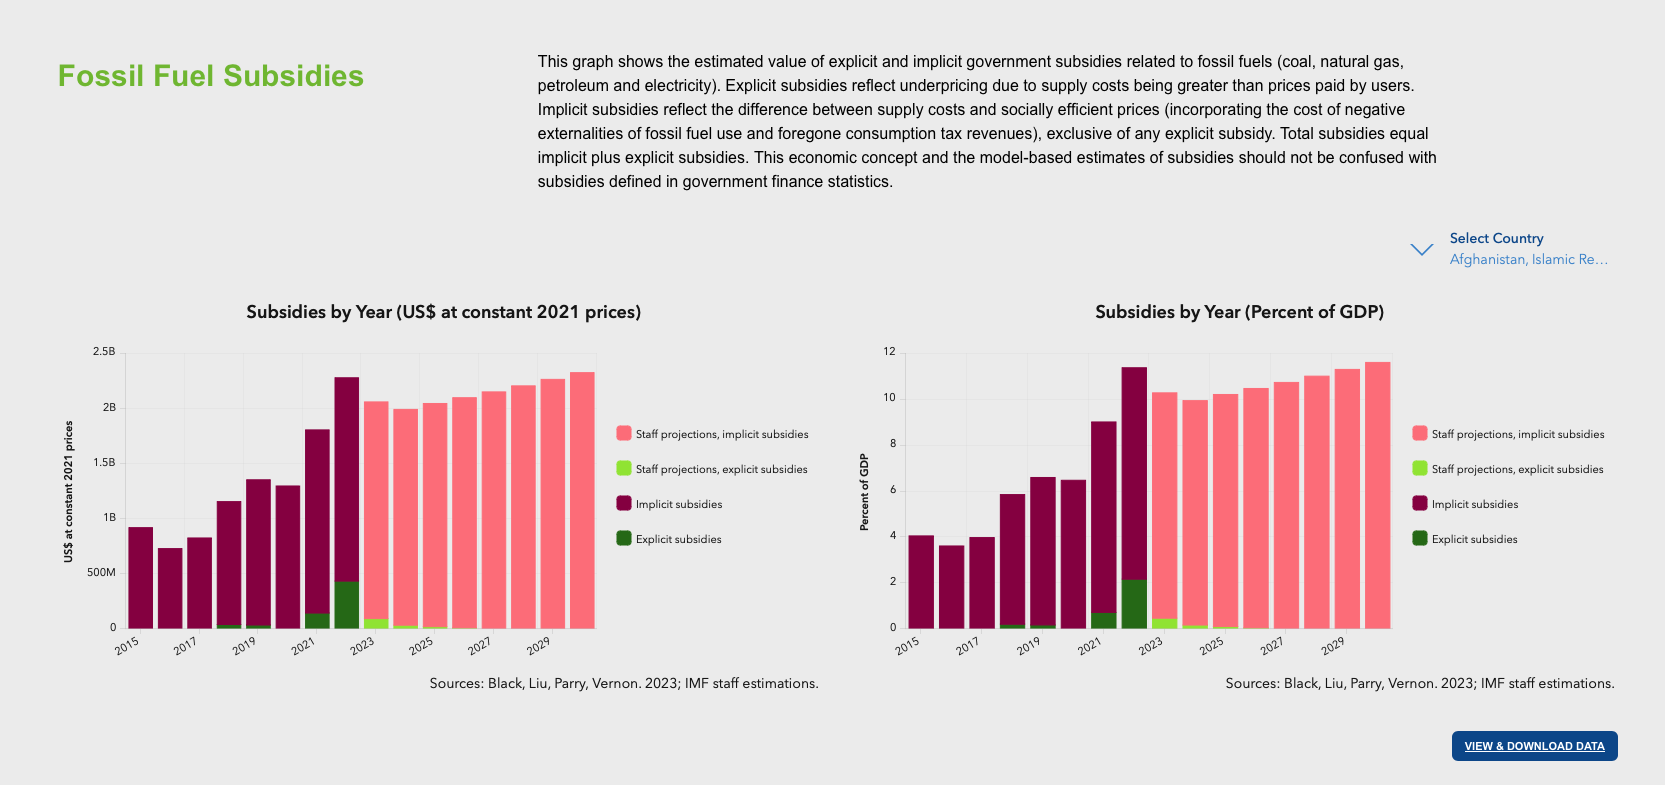 Fossil Fuel Subsidies
This graph shows the estimated value of explicit and implicit government subsidies related to fossil fuels (coal, natural gas,
petroleum and electricity). Explicit subsidies reflect underpricing due to supply costs being greater than prices paid by users.
Implicit subsidies reflect the difference between supply costs and socially efficient prices (incorporating the cost of negative
externalities of fossil fuel use and foregone consumption tax revenues), exclusive of any explicit subsidy. Total subsidies equal
implicit plus explicit subsidies. This economic concept and the model-based estimates of subsidies should not be confused with
subsidies defined in government finance statistics.
Select Country
Afghanistan, Islamic Re...
Subsidies by Year (US$ at constant 2021 prices)
US$ at constant 2021 prices
2.5B
2B
1.5B
1B
500M
0
2015
2017
2019
2021
2023
2025
2027
2029
Staff projections, implicit subsidies
Staff projections, explicit subsidies
Implicit subsidies
Explicit subsidies
Sources: Black, Liu, Parry, Vernon. 2023; IMF staff estimations.
Subsidies by Year (Percent of GDP)
Percent of GDP
12
10
8
6
4
2
0
2015
2017
2019
2021
2023
2025
2027
2029
Staff projections, implicit subsidies
Staff projections, explicit subsidies
Implicit subsidies
Explicit subsidies
Sources: Black, Liu, Parry, Vernon. 2023; IMF staff estimations.
VIEW & DOWNLOAD DATA